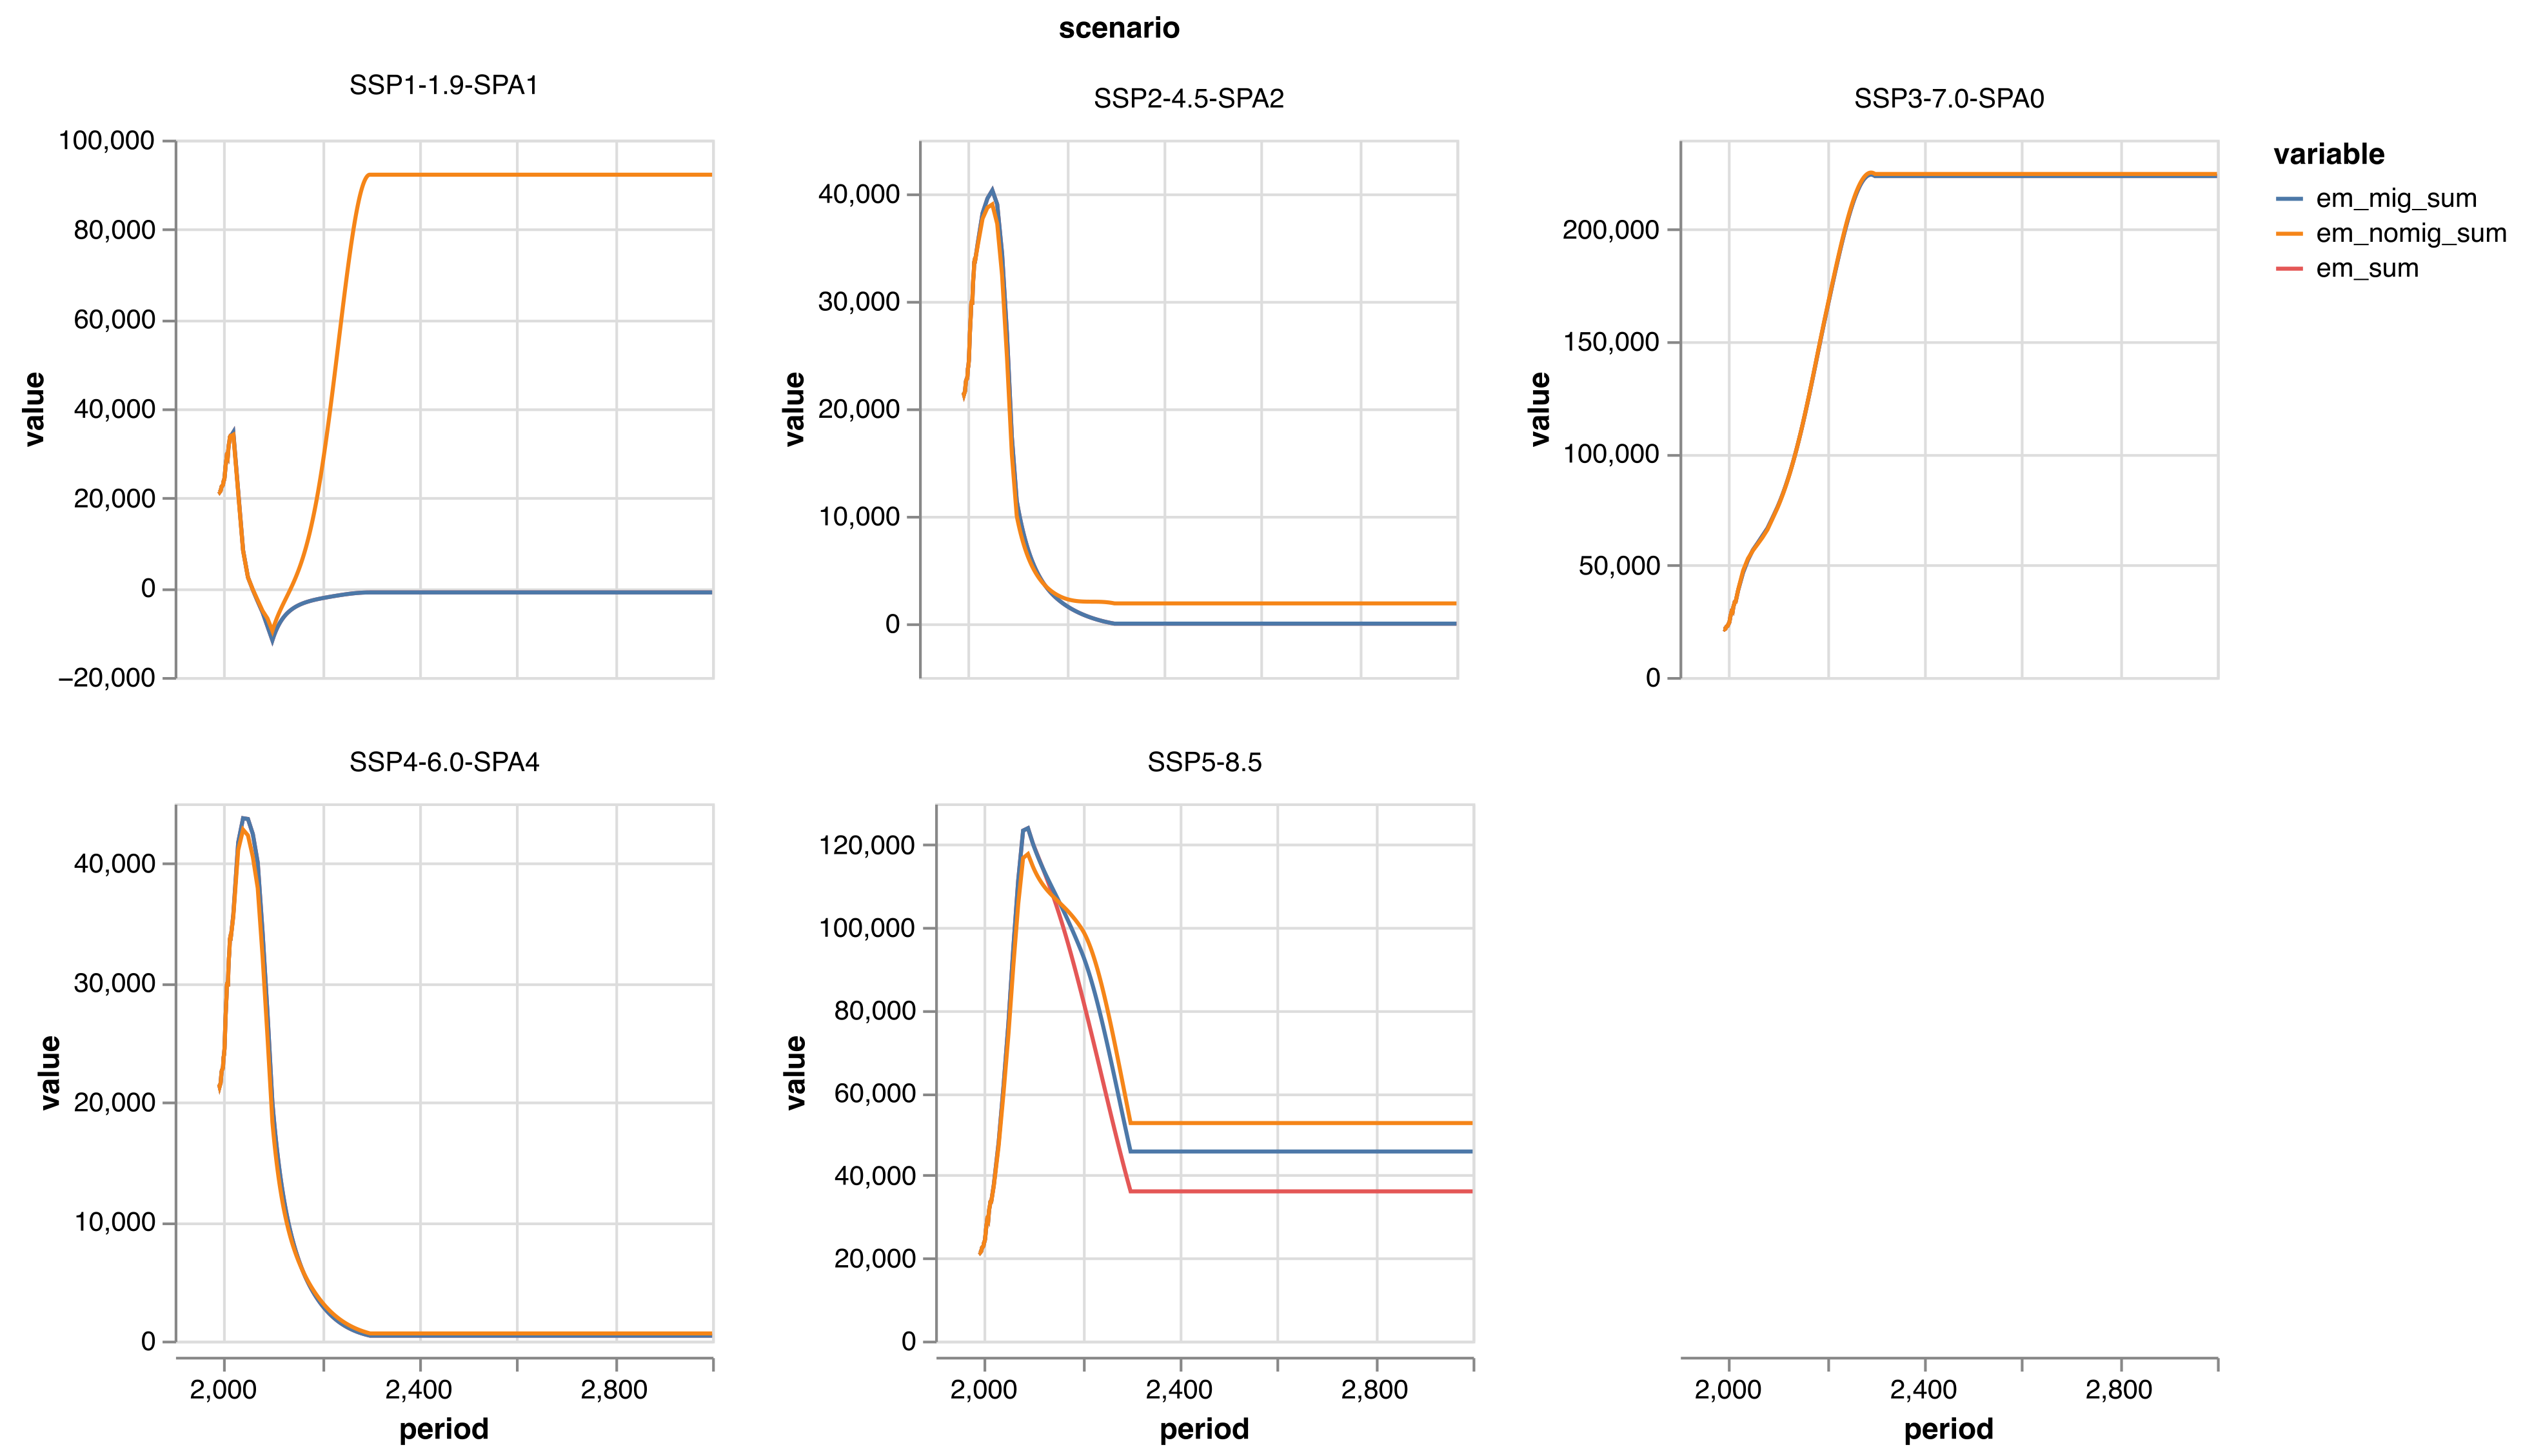 scenario
SSP1-1.9-SPA1
100,000
80,000
60,000
40,000
20,000
0
−20,000
value
SSP2-4.5-SPA2
40,000
30,000
20,000
10,000
0
value
SSP3-7.0-SPA0
200,000
150,000
100,000
50,000
0
value
variable
em_mig_sum
em_nomig_sum
em_sum
SSP4-6.0-SPA4
40,000
30,000
20,000
10,000
0
value
2,000 2,400 2,800
period
SSP5-8.5
120,000
100,000
80,000
60,000
40,000
20,000
0
value
2,000 2,400 2,800
period
2,000 2,400 2,800
period